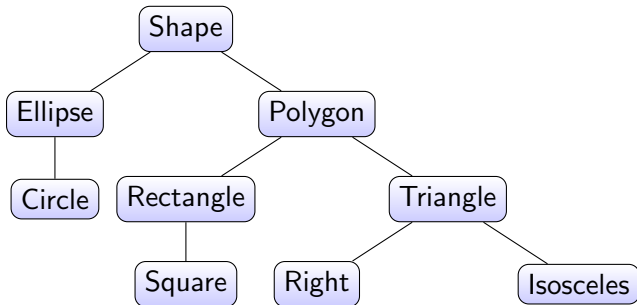 Shape
Ellipse
Polygon
Circle
Rectangle
Triangle
Square
Right
Isosceles